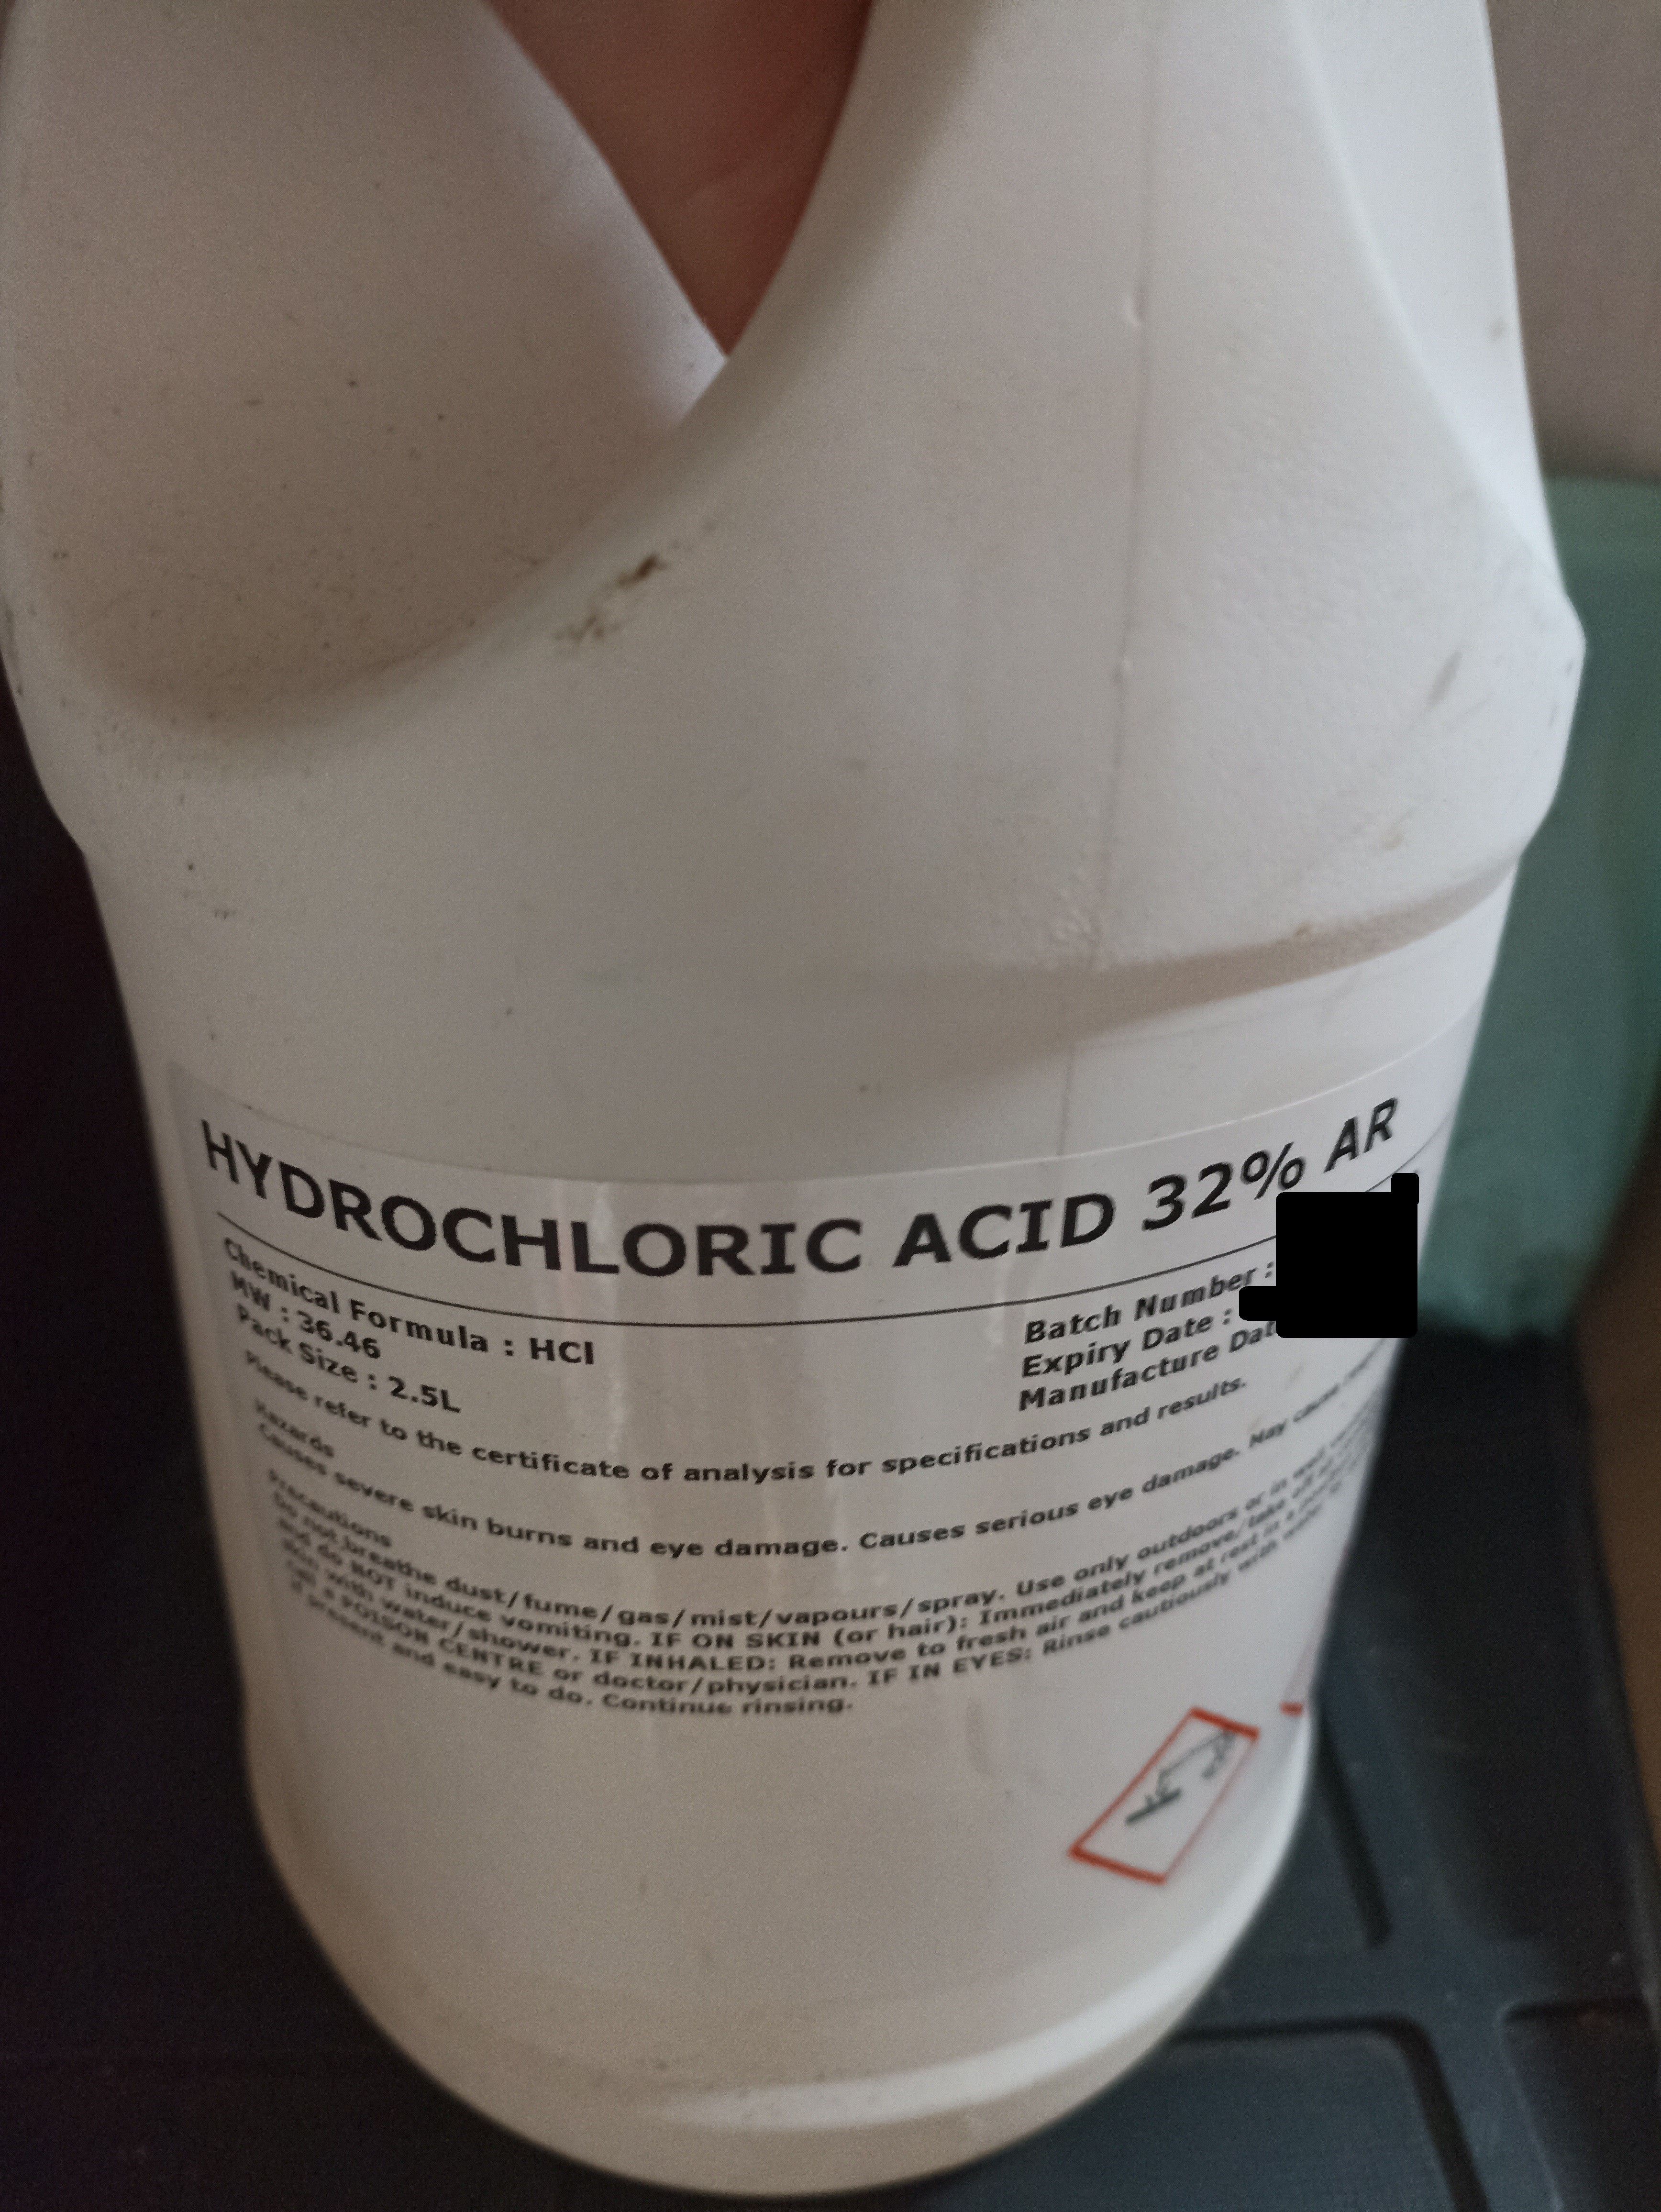 HYDROCHLORIC ACID 32% AR
Chemical Formula : HCl
MW : 36.46
Pack Size : 2.5L
Batch Number :
Expiry Date :
Manufacture Dat
Please refer to the certificate of analysis for specifications and results.
Hazards
Causes severe skin burns and eye damage. Causes serious eye damage. May cause
Precautions
Do not breathe dust/fume/gas/mist/vapours/spray. Use only outdoors or in well
and do NOT induce vomiting. IF ON SKIN (or hair): Immediately remove/take off all
skin with water/shower. IF INHALED: Remove to fresh air and keep at rest in a
call a POISON CENTRE or doctor/physician. IF IN EYES: Rinse cautiously with water
if present and easy to do. Continue rinsing.